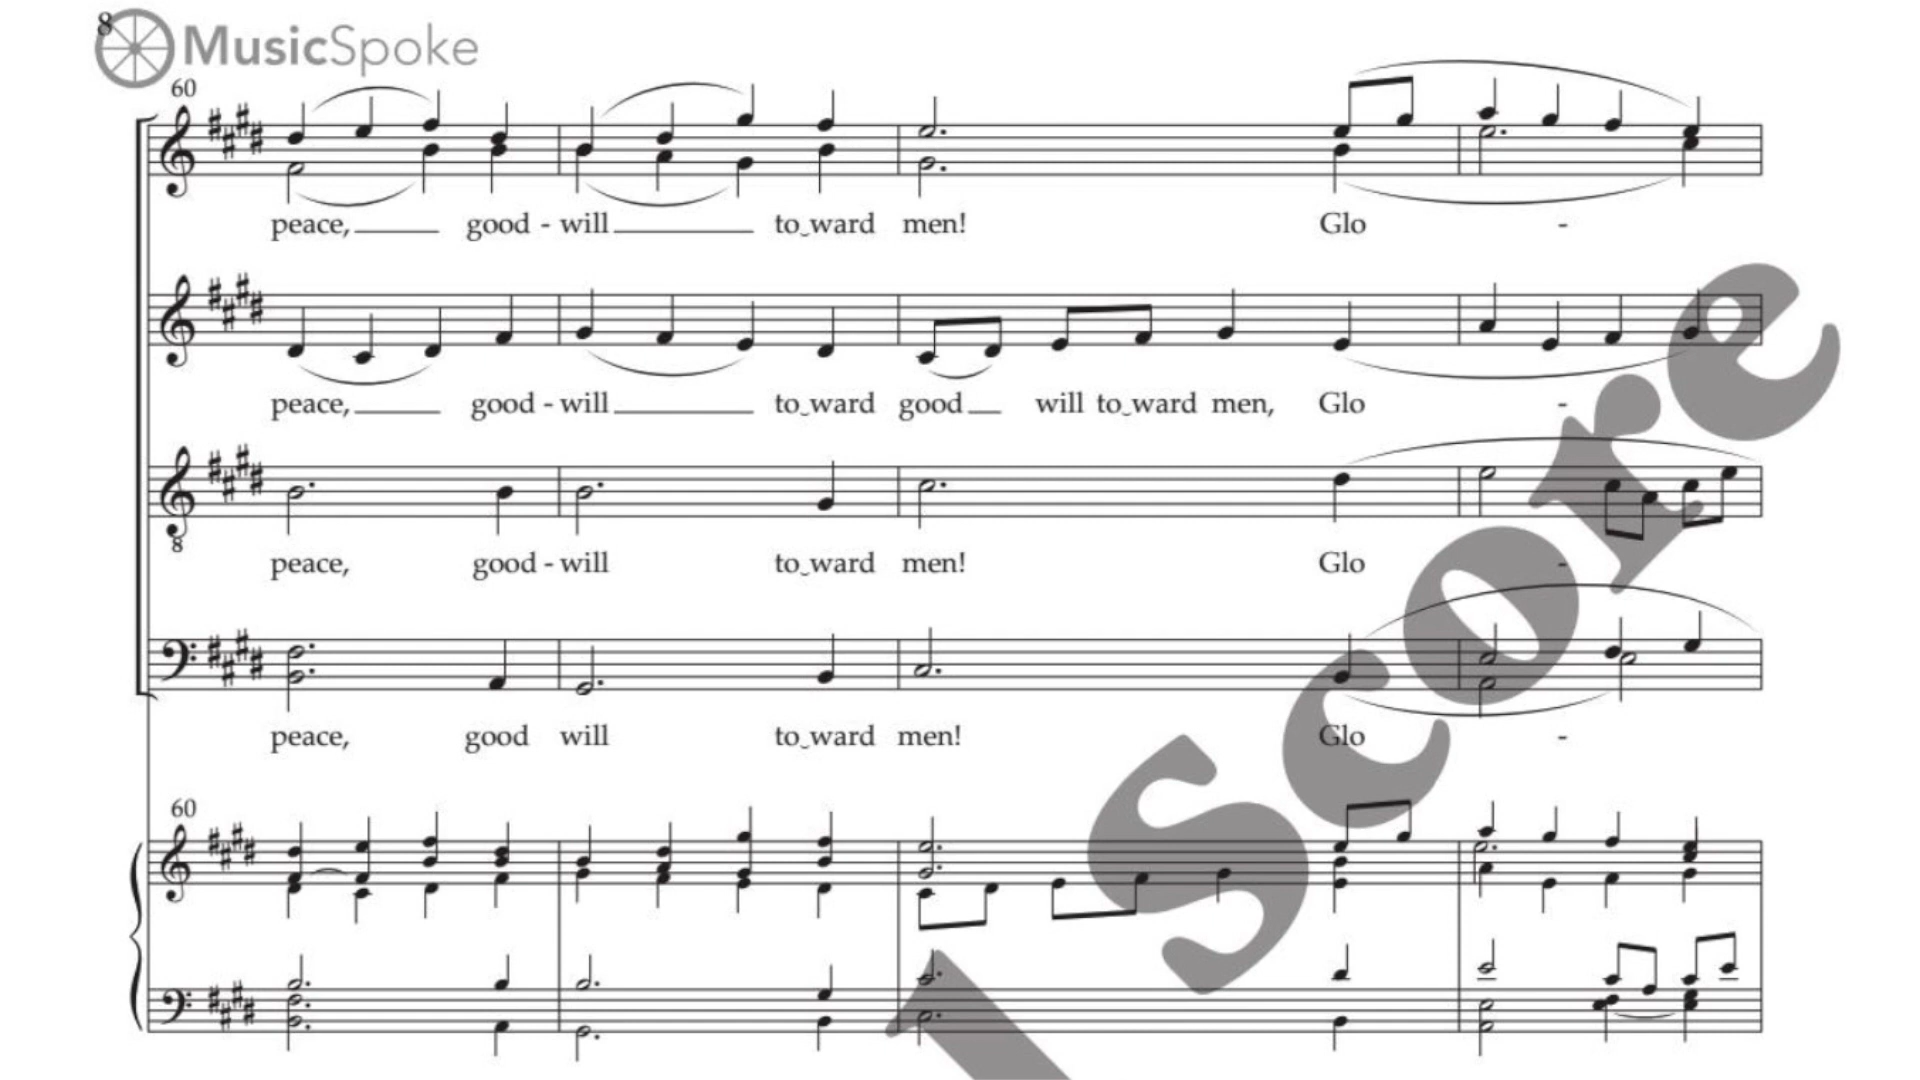 8
MusicSpoke
60
peace, good - will to‿ward men! Glo -
peace, good - will to‿ward good will to‿ward men, Glo -
8
peace, good - will to‿ward men! Glo -
peace, good will to‿ward men! Glo -
60
Score